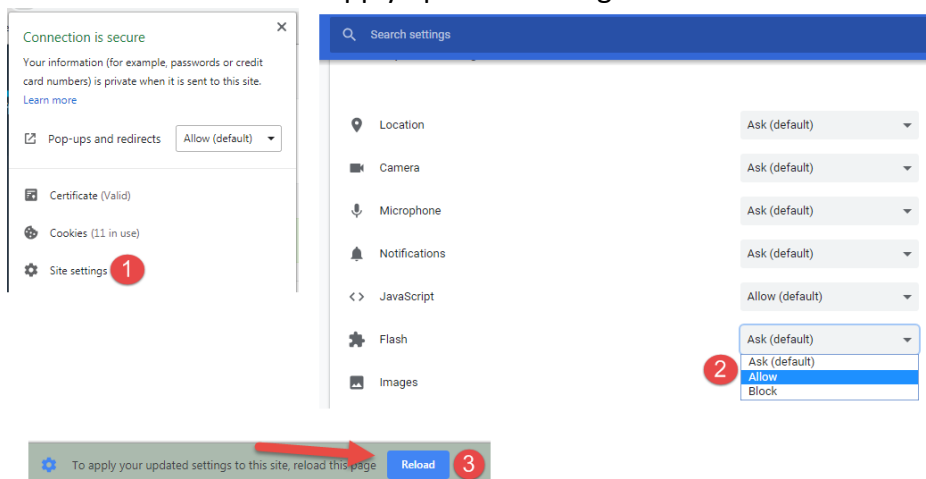 Connection is secure
Your information (for example, passwords or credit
card numbers) is private when it is sent to this site.
Learn more
Pop-ups and redirects Allow (default)
Certificate (Valid)
Cookies (11 in use)
Site settings 1
Search settings
Location Ask (default)
Camera Ask (default)
Microphone Ask (default)
Notifications Ask (default)
JavaScript Allow (default)
Flash Ask (default)
Ask (default)
2 Allow
Block
Images
To apply your updated settings to this site, reload this page Reload 3